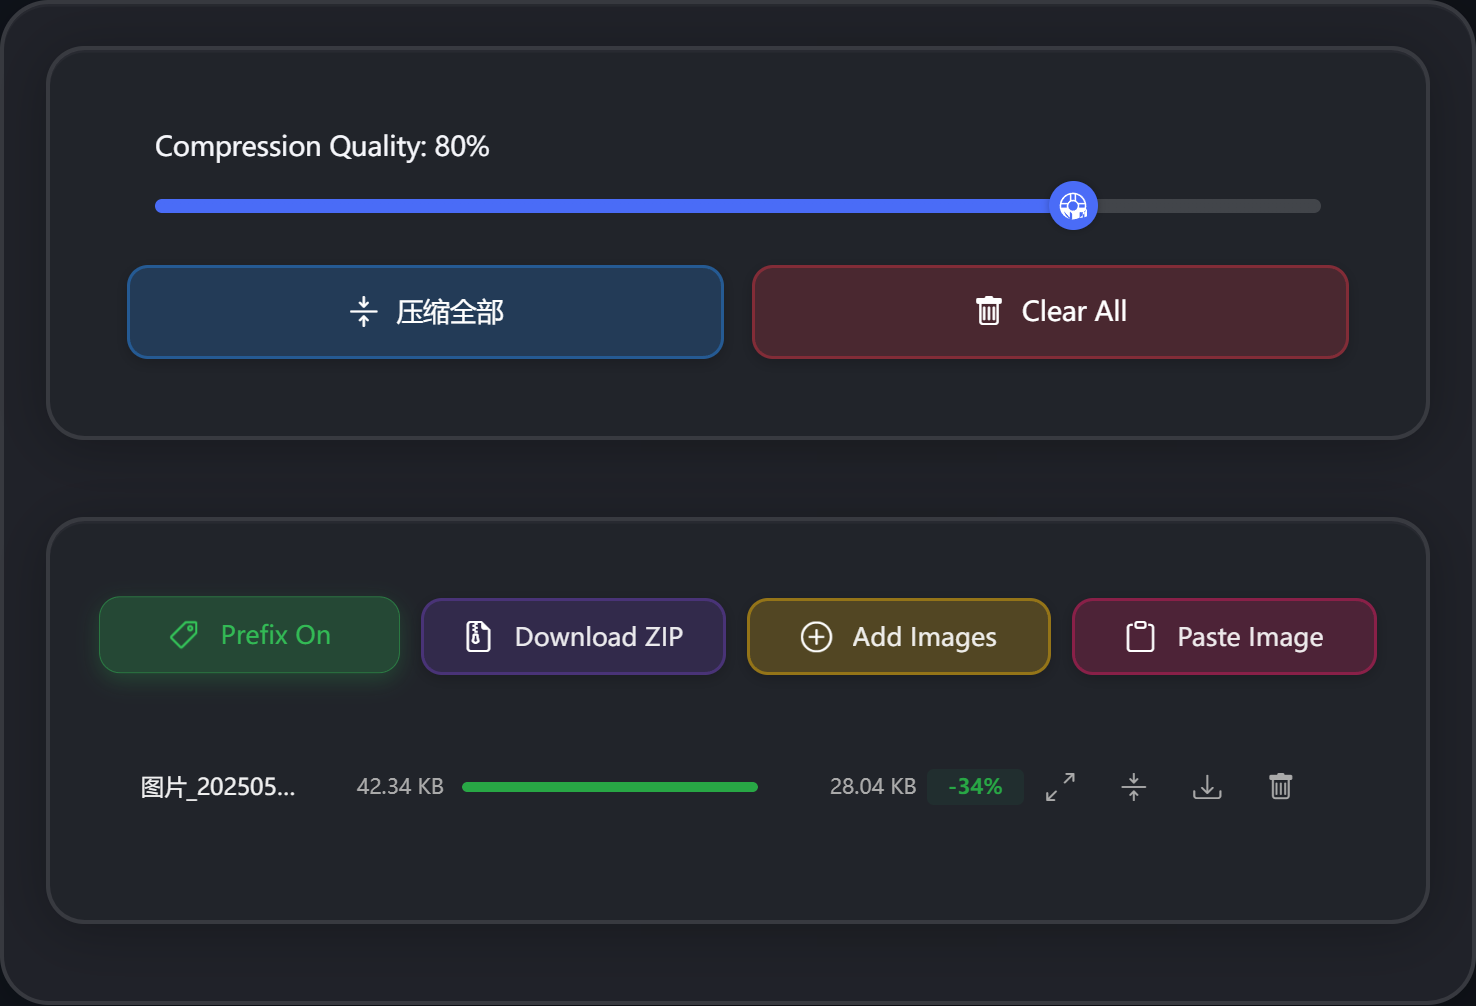 Compression Quality: 80%
压缩全部
Clear All
Prefix On
Download ZIP
Add Images
Paste Image
图片_202505...
42.34 KB
28.04 KB
-34%